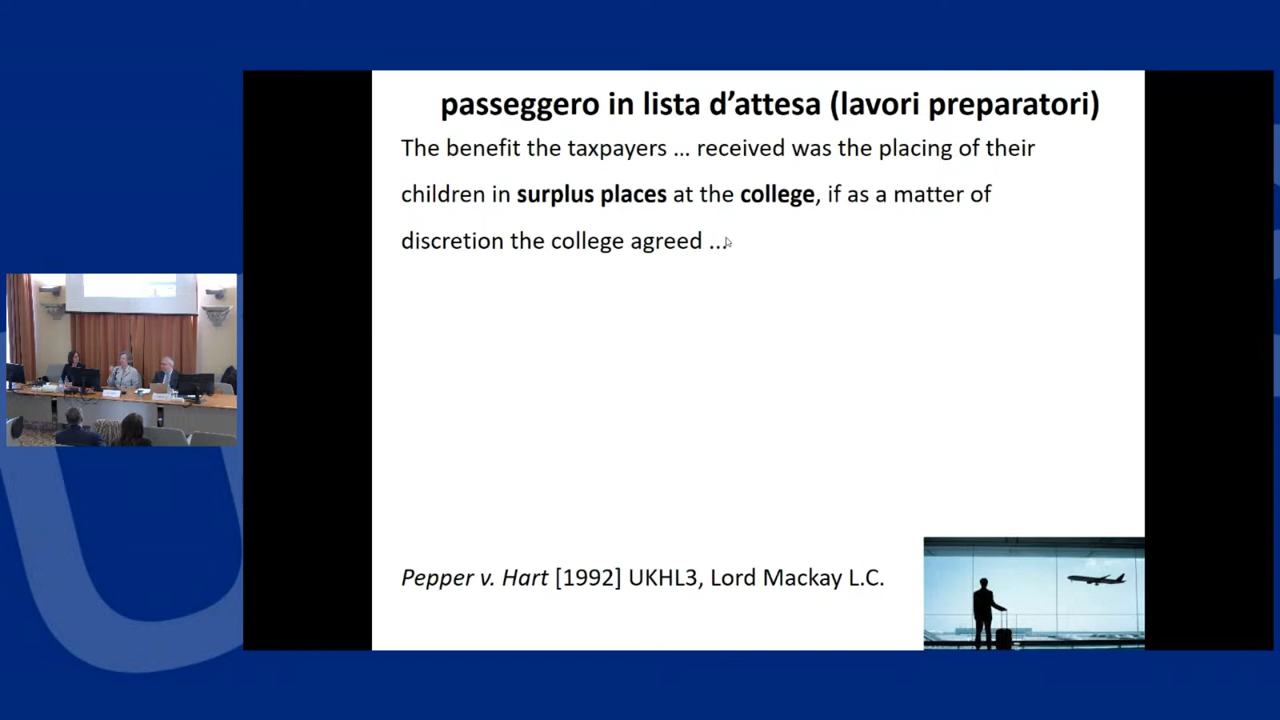 passeggero in lista d’attesa (lavori preparatori)
The benefit the taxpayers ... received was the placing of their
children in surplus places at the college, if as a matter of
discretion the college agreed ...
Pepper v. Hart [1992] UKHL3, Lord Mackay L.C.